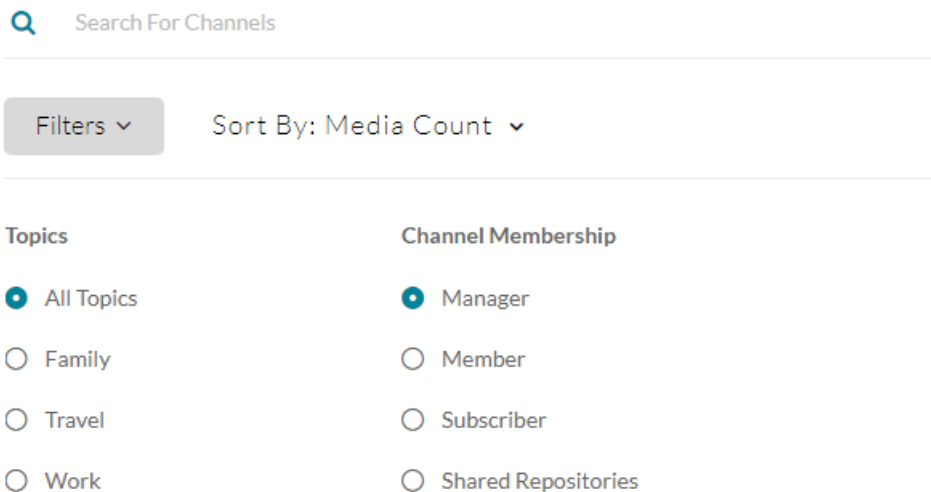 Search For Channels
Filters
Sort By: Media Count
Topics
Channel Membership
All Topics
Manager
Family
Member
Travel
Subscriber
Work
Shared Repositories